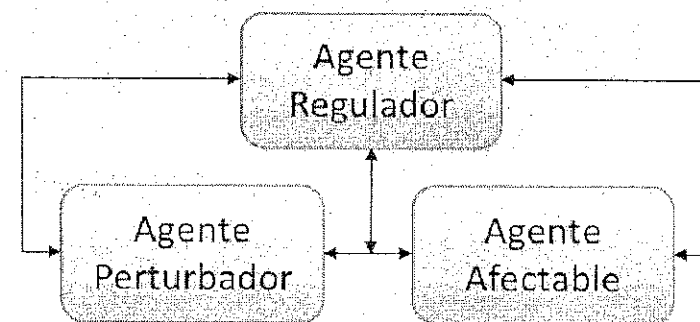 Agente
Regulador
Agente
Perturbador
Agente
Afectable